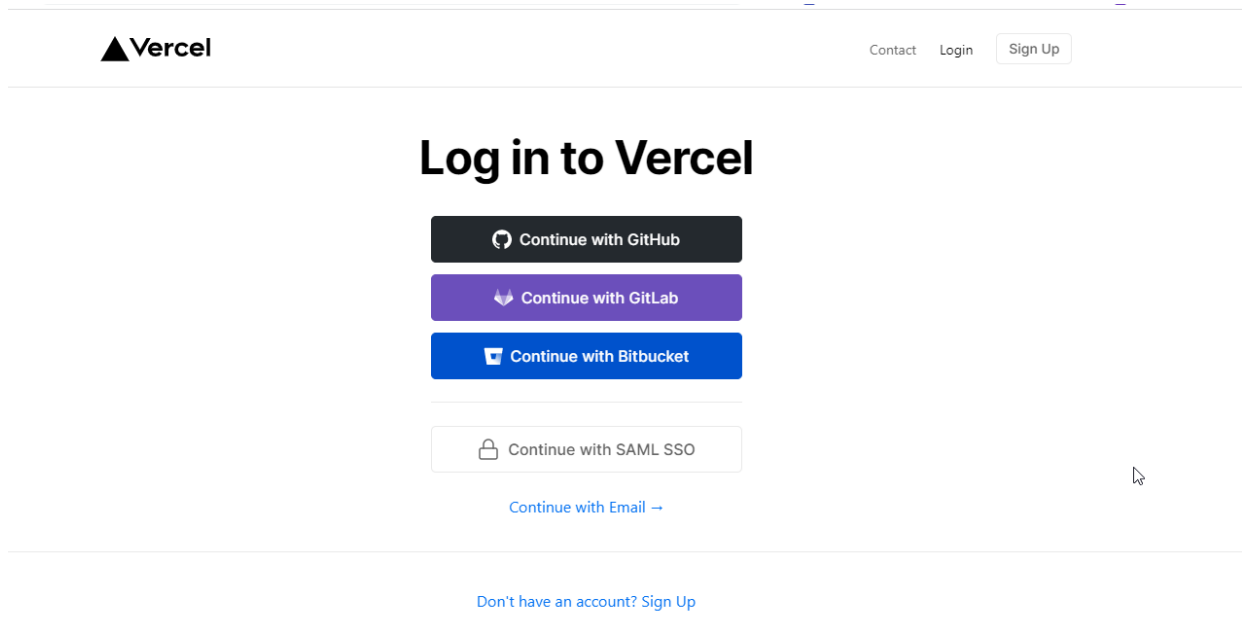 Vercel
Contact Login Sign Up
Log in to Vercel
Continue with GitHub
Continue with GitLab
Continue with Bitbucket
Continue with SAML SSO
Continue with Email →
Don't have an account? Sign Up